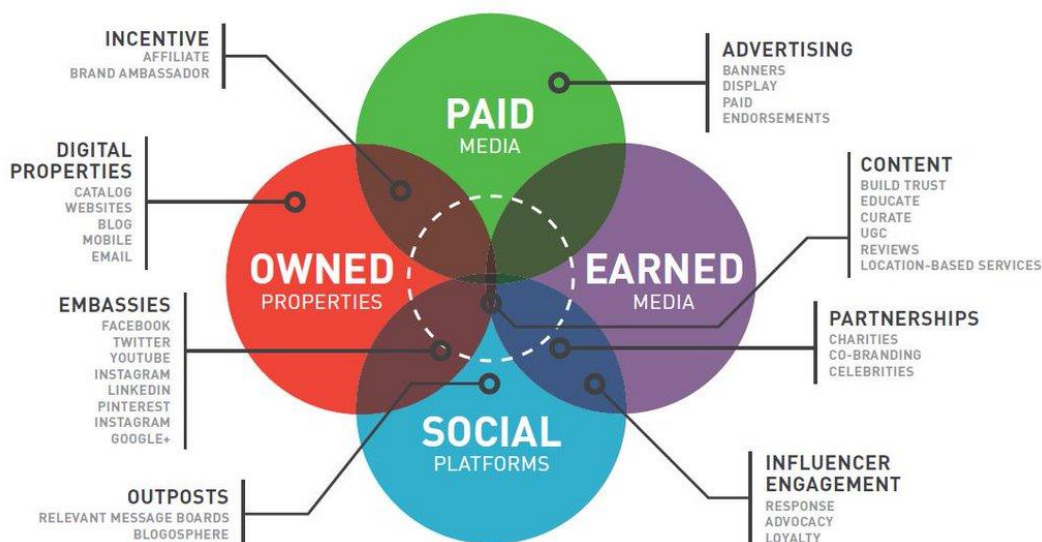 INCENTIVE
AFFILIATE
BRAND AMBASSADOR
DIGITAL
PROPERTIES
CATALOG
WEBSITES
BLOG
MOBILE
EMAIL
EMBASSIES
FACEBOOK
TWITTER
YOUTUBE
INSTAGRAM
LINKEDIN
PINTEREST
INSTAGRAM
GOOGLE+
OUTPOSTS
RELEVANT MESSAGE BOARDS
BLOGOSPHERE
PAID
MEDIA
OWNED
PROPERTIES
EARNED
MEDIA
SOCIAL
PLATFORMS
ADVERTISING
BANNERS
DISPLAY
PAID
ENDORSEMENTS
CONTENT
BUILD TRUST
EDUCATE
CURATE
UGC
REVIEWS
LOCATION-BASED SERVICES
PARTNERSHIPS
CHARITIES
CO-BRANDING
CELEBRITIES
INFLUENCER
ENGAGEMENT
RESPONSE
ADVOCACY
LOYALTY